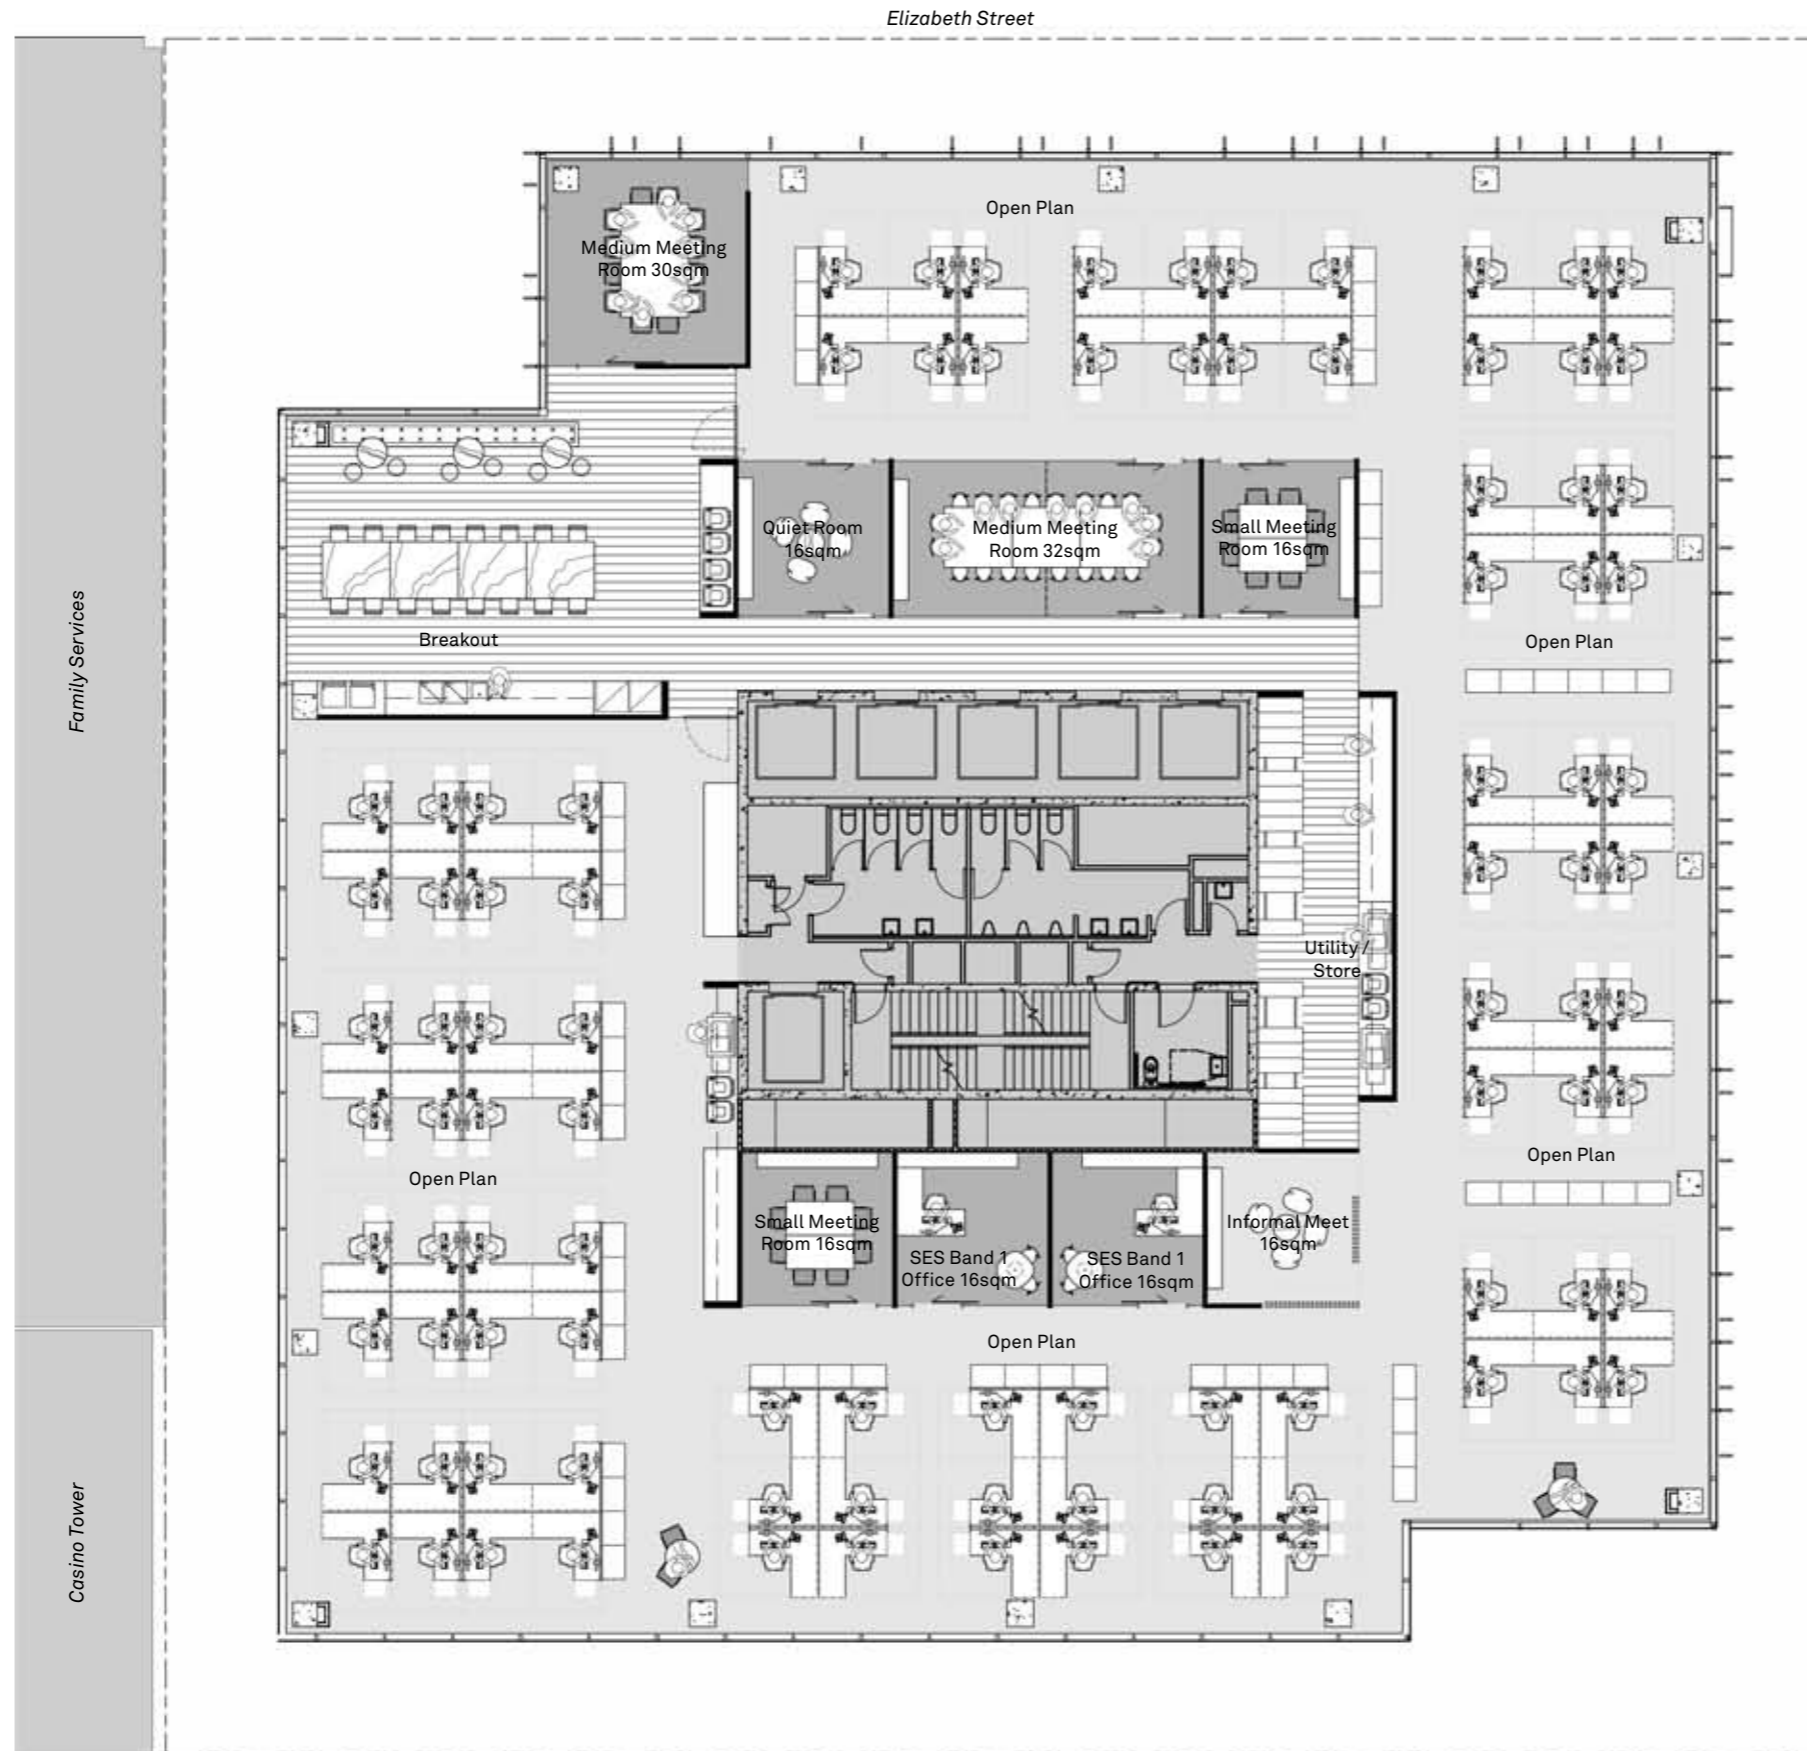 Elizabeth Street
Open Plan
Medium Meeting
Room 30sqm
Quiet Room
16sqm
Medium Meeting
Room 32sqm
Small Meeting
Room 16sqm
Breakout
Open Plan
Family Services
Utility /
Store
Open Plan
Open Plan
Small Meeting
Room 16sqm
SES Band 1
Office 16sqm
SES Band 1
Office 16sqm
Informal Meet
16sqm
Open Plan
Casino Tower